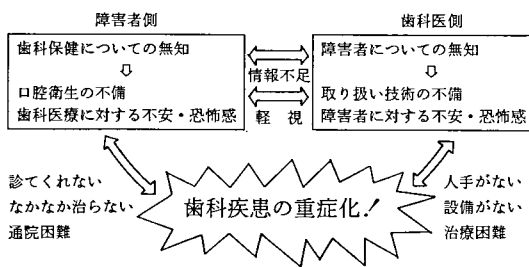 障害者側
歯科保健についての無知
口腔衛生の不備
歯科医療に対する不安・恐怖感
情報不足
軽視
歯科医側
障害者についての無知
取り扱い技術の不備
障害者に対する不安・恐怖感
診てくれない
なかなか治らない
通院困難
歯科疾患の重症化!
人手がない
設備がない
治療困難